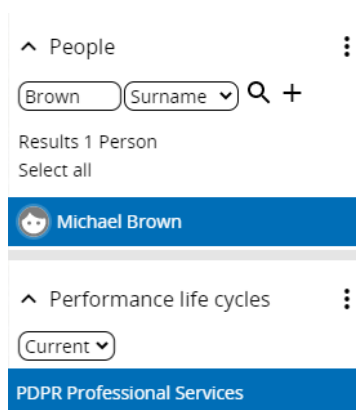 People
Brown Surname
Results 1 Person
Select all
Michael Brown
Performance life cycles
Current
PDPR Professional Services